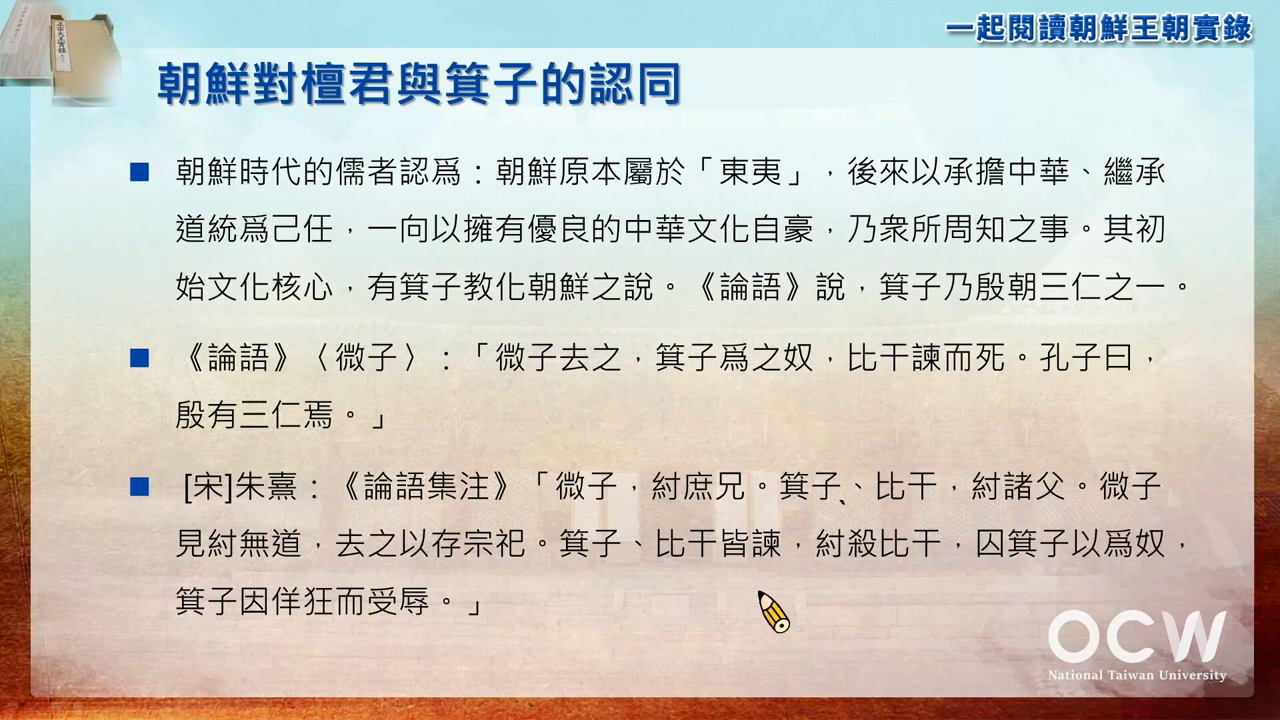 一起閱讀朝鮮王朝實錄
朝鮮對檀君與箕子的認同
■ 朝鮮時代的儒者認爲：朝鮮原本屬於「東夷」，後來以承擔中華、繼承
道統爲己任，一向以擁有優良的中華文化自豪，乃衆所周知之事。其初
始文化核心，有箕子教化朝鮮之說。《論語》說，箕子乃殷朝三仁之一。
■ 《論語》〈微子〉：「微子去之，箕子爲之奴，比干諫而死。孔子曰，
殷有三仁焉。」
■ [宋]朱熹：《論語集注》「微子，紂庶兄。箕子、比干，紂諸父。微子
見紂無道，去之以存宗祀。箕子、比干皆諫，紂殺比干，囚箕子以爲奴，
箕子因佯狂而受辱。」
OCW
National Taiwan University